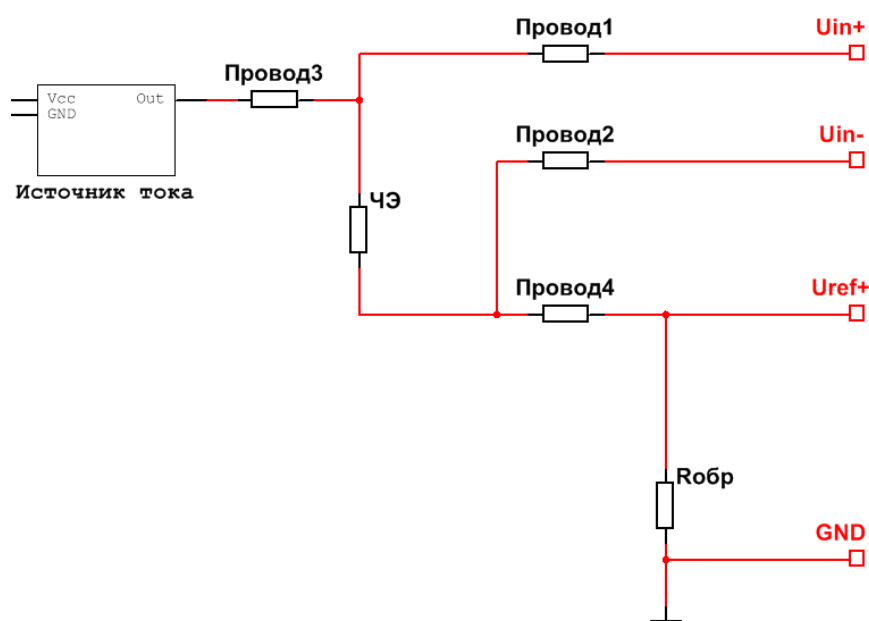 Провод1
Uin+
Провод3
Vcc
Out
GND
Источник тока
Провод2
Uin-
ЧЭ
Провод4
Uref+
Rобр
GND